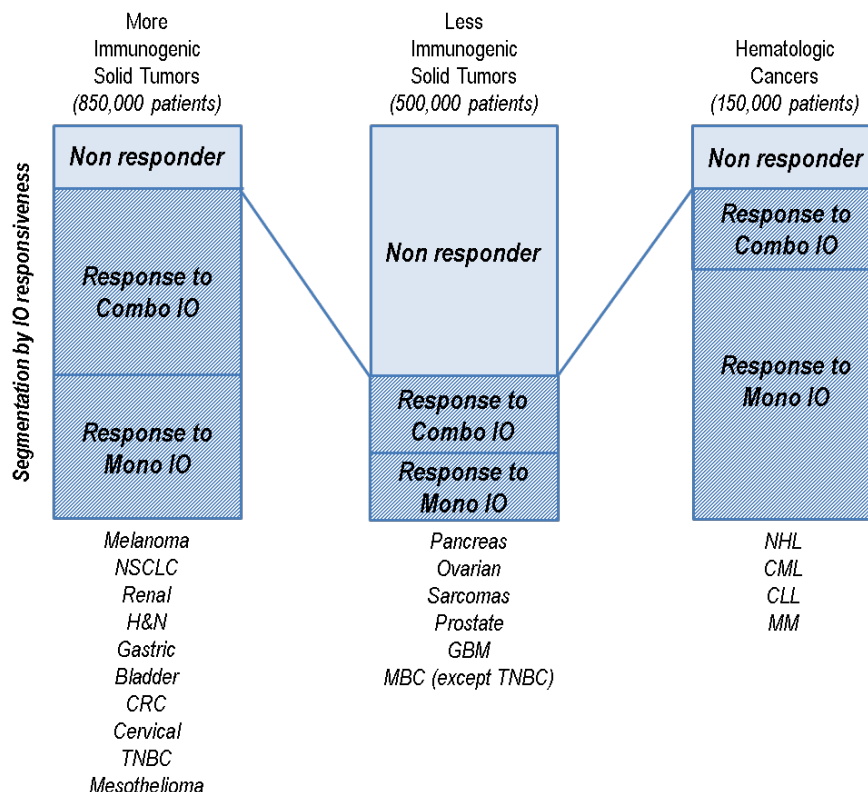 More
Immunogenic
Solid Tumors
(850,000 patients)
Less
Immunogenic
Solid Tumors
(500,000 patients)
Hematologic
Cancers
(150,000 patients)
Segmentation by IO responsiveness
Non responder
Response to
Combo IO
Response to
Mono IO
Non responder
Response to
Combo IO
Response to
Mono IO
Non responder
Response to
Combo IO
Response to
Mono IO
Melanoma
NSCLC
Renal
H&N
Gastric
Bladder
CRC
Cervical
TNBC
Mesothelioma
Pancreas
Ovarian
Sarcomas
Prostate
GBM
MBC (except TNBC)
NHL
CML
CLL
MM